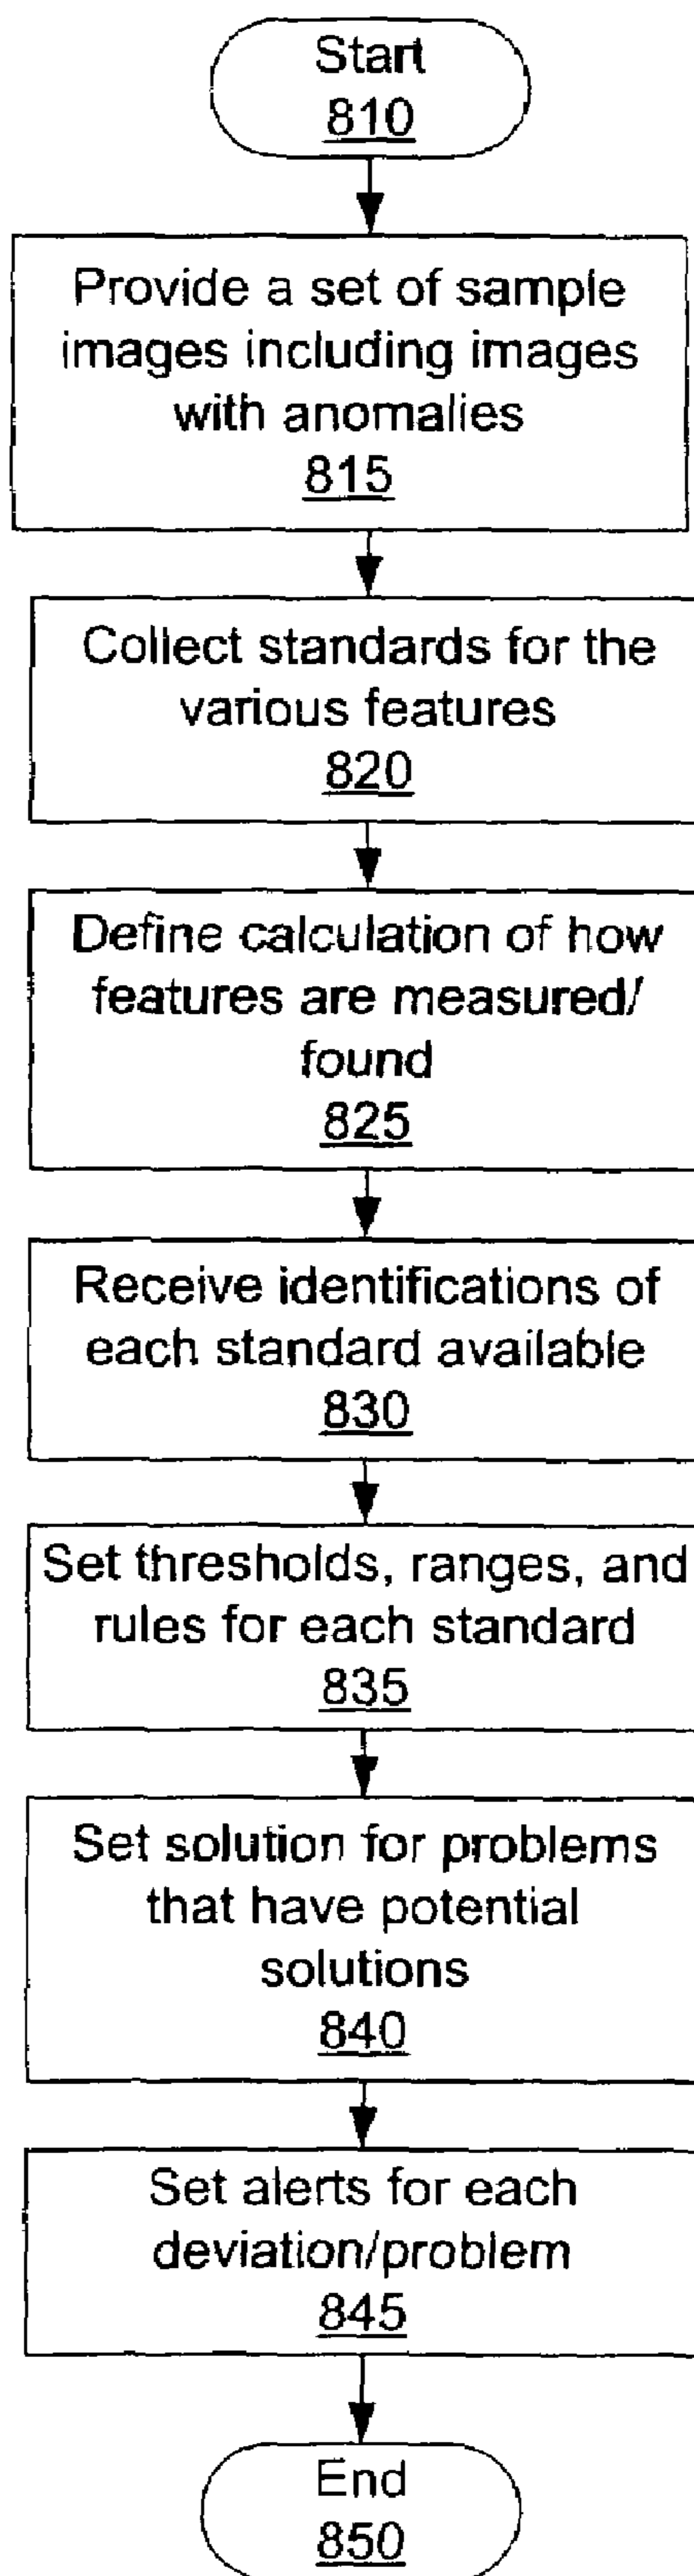 Start
810
Provide a set of sample
images including images
with anomalies
815
Collect standards for the
various features
820
Define calculation of how
features are measured/
found
825
Receive identifications of
each standard available
830
Set thresholds, ranges, and
rules for each standard
835
Set solution for problems
that have potential
solutions
840
Set alerts for each
deviation/problem
845
End
850